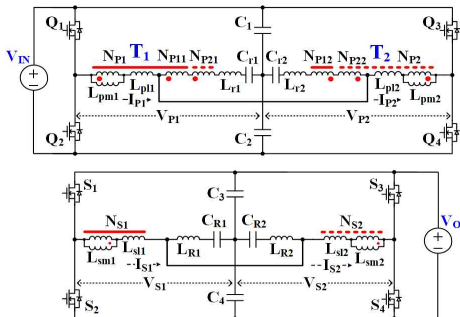 Q1 C1 Q3
NP1 T1 NP11 NP21 Cr1 Cr2 NP12 NP22 T2 NP2
VIN
Lpm1 Lpl1 Lr1 Lr2 Lpl2 Lpm2
IP1 IP2
VP1 VP2
Q2 C2 Q4
S1 C3 S3
NS1 CR1 CR2 NS2
VO
Lsm1 Lsl1 LR1 LR2 Lsl2 Lsm2
IS1 IS2
VS1 VS2
S2 C4 S4